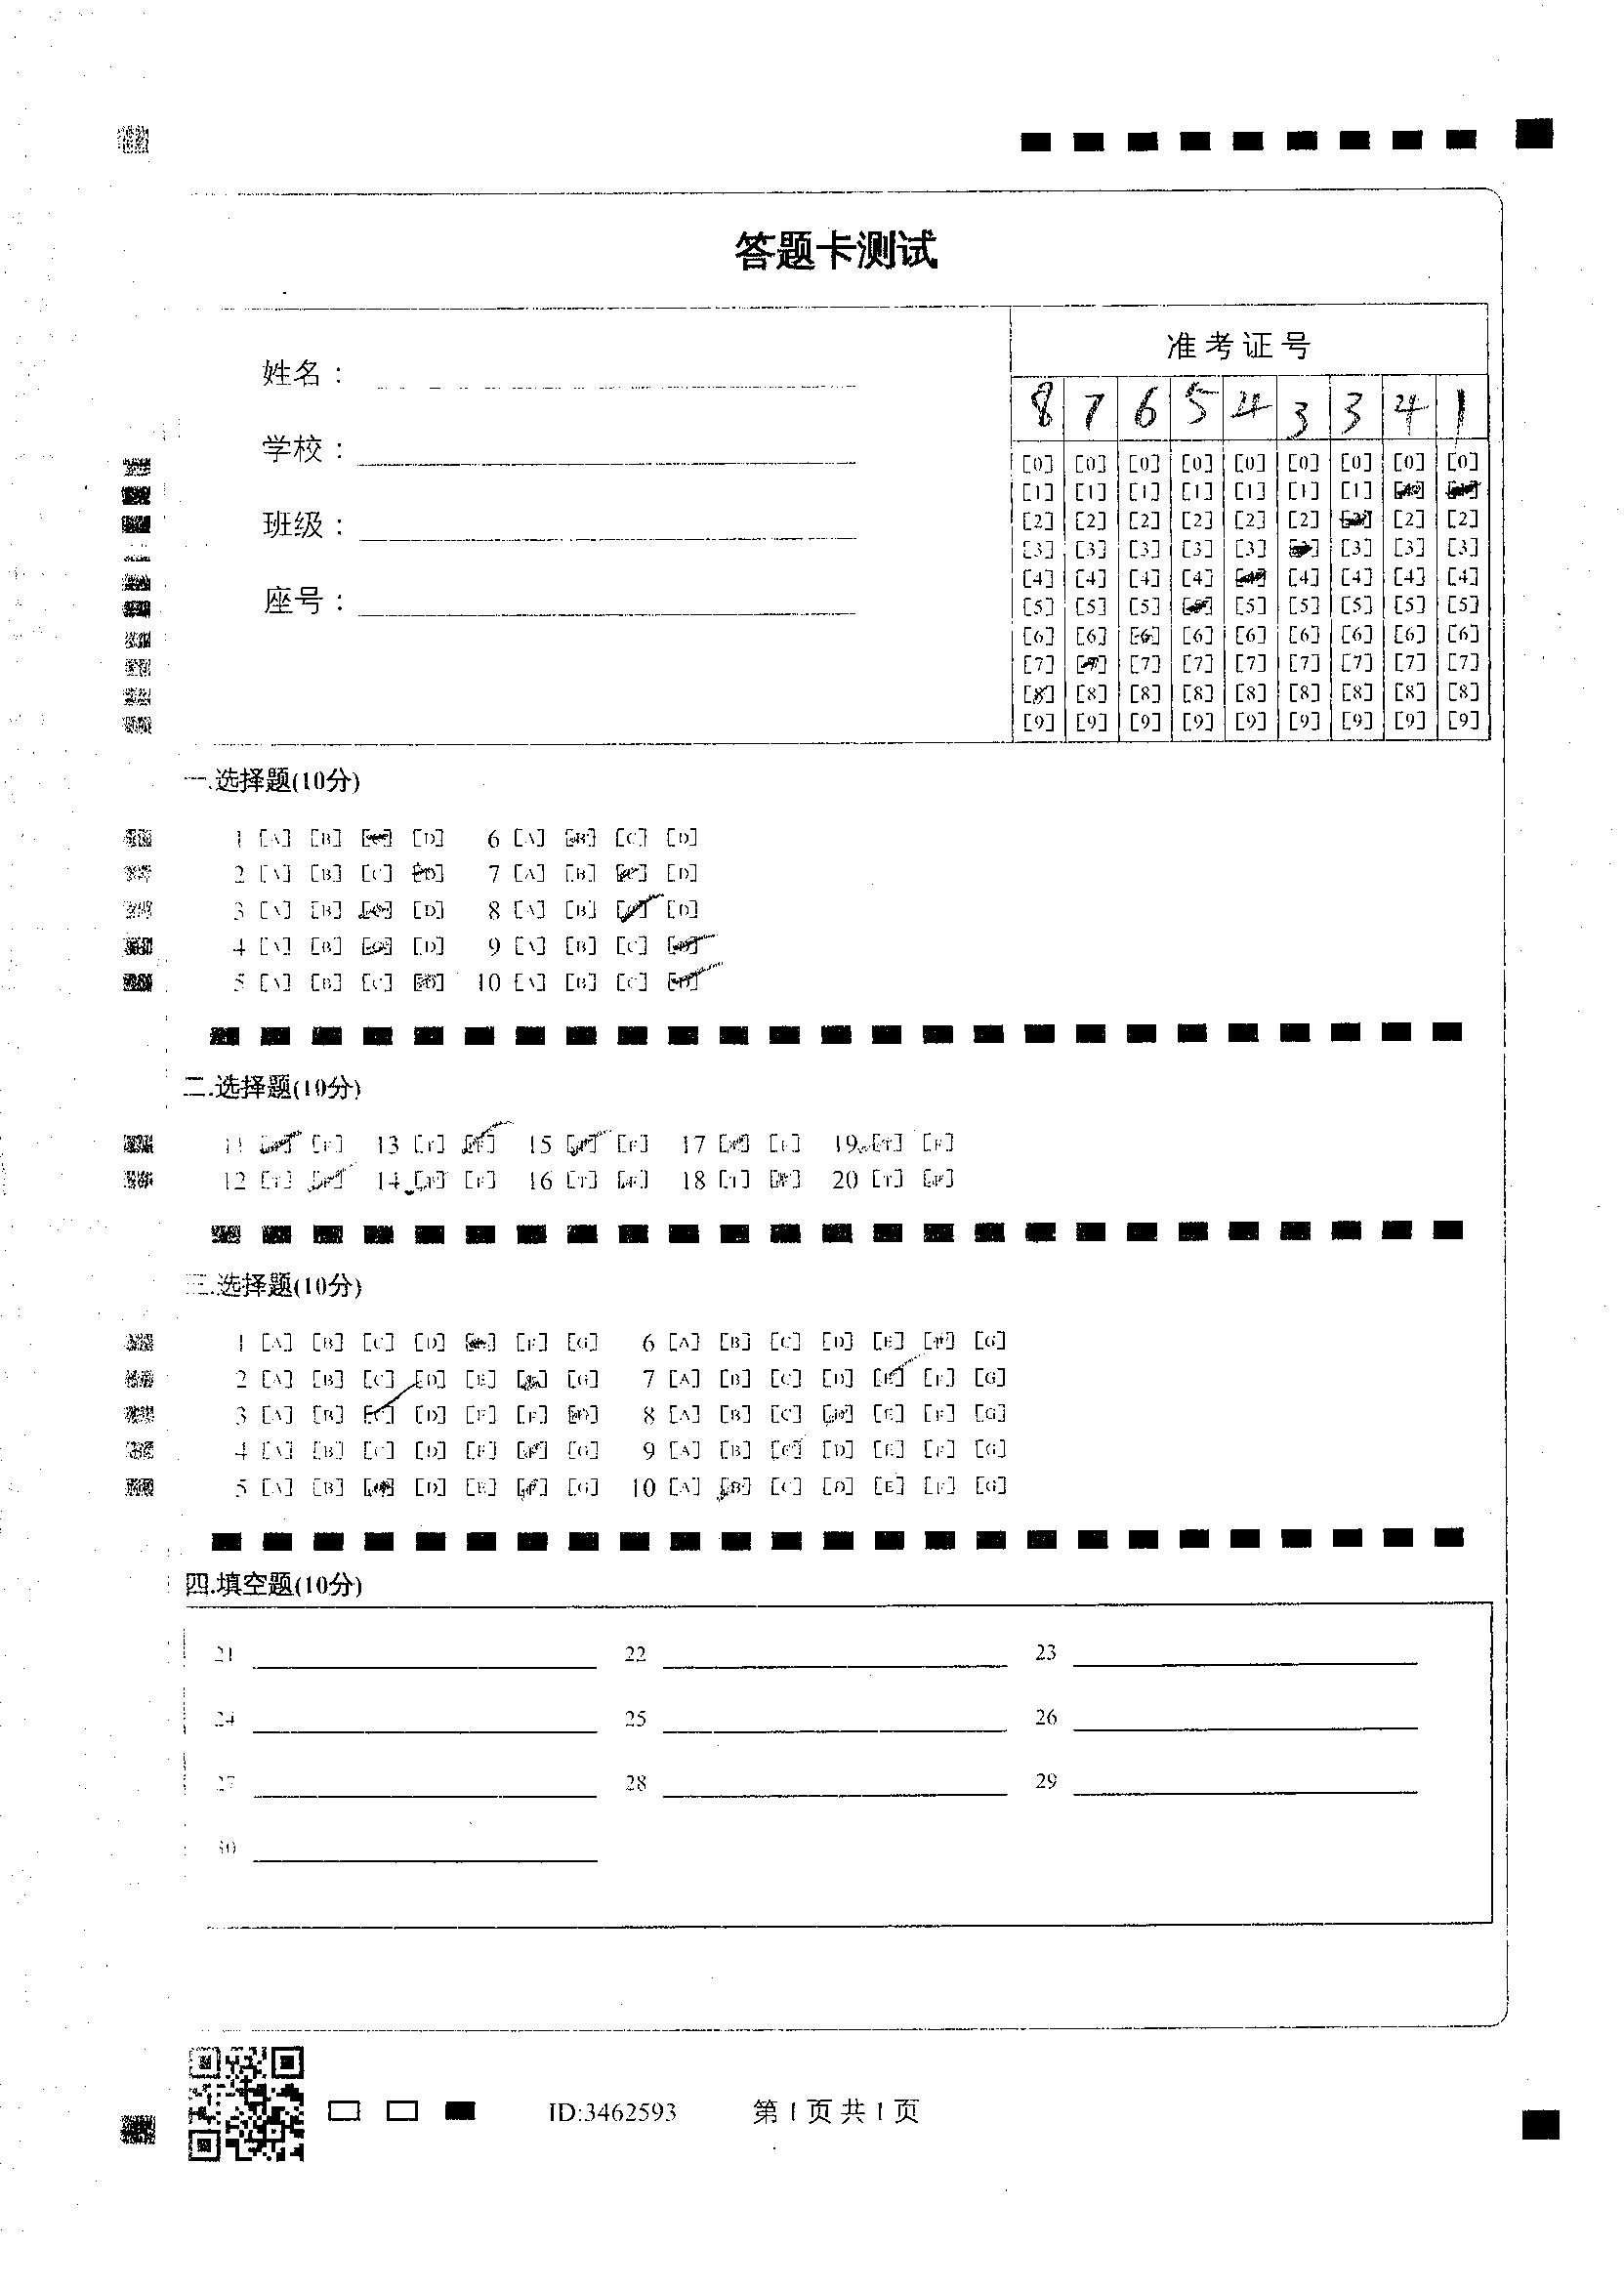 答题卡测试
准考证号
姓名：
学校：
班级：
座号：
8 7 6 5 4 3 3 4 1
[0] [0] [0] [0] [0] [0] [0] [0] [0]
[1] [1] [1] [1] [1] [1] [1]
[2] [2] [2] [2] [2] [2] [2] [2]
[3] [3] [3] [3] [3] [3] [3] [3]
[4] [4] [4] [4] [4] [4] [4] [4]
[5] [5] [5] [5] [5] [5] [5] [5]
[6] [6] [6] [6] [6] [6] [6] [6] [6]
[7] [7] [7] [7] [7] [7] [7] [7] [7]
[8] [8] [8] [8] [8] [8] [8] [8] [8]
[9] [9] [9] [9] [9] [9] [9] [9] [9]
一.选择题(10分)
1 [A] [B] [D] 6 [A] [B] [C] [D]
2 [A] [B] [C] [D] 7 [A] [B] [C] [D]
3 [A] [B] [C] [D] 8 [A] [B] [C] [D]
4 [A] [B] [C] [D] 9 [A] [B] [C] [D]
5 [A] [B] [C] [D] 10 [A] [B] [C] [D]
二.选择题(10分)
11 [T] [F] 13 [T] [F] 15 [T] [F] 17 [T] [F] 19 [T] [F]
12 [T] [F] 14 [T] [F] 16 [T] [F] 18 [T] [F] 20 [T] [F]
三.选择题(10分)
1 [A] [B] [C] [D] [E] [F] [G] 6 [A] [B] [C] [D] [E] [F] [G]
2 [A] [B] [C] [D] [E] [F] [G] 7 [A] [B] [C] [D] [E] [F] [G]
3 [A] [B] [C] [D] [E] [F] [G] 8 [A] [B] [C] [D] [E] [F] [G]
4 [A] [B] [C] [D] [E] [F] [G] 9 [A] [B] [C] [D] [E] [F] [G]
5 [A] [B] [C] [D] [E] [F] [G] 10 [A] [B] [C] [D] [E] [F] [G]
四.填空题(10分)
21 22 23
24 25 26
27 28 29
30
ID:3462593 第1页 共1页